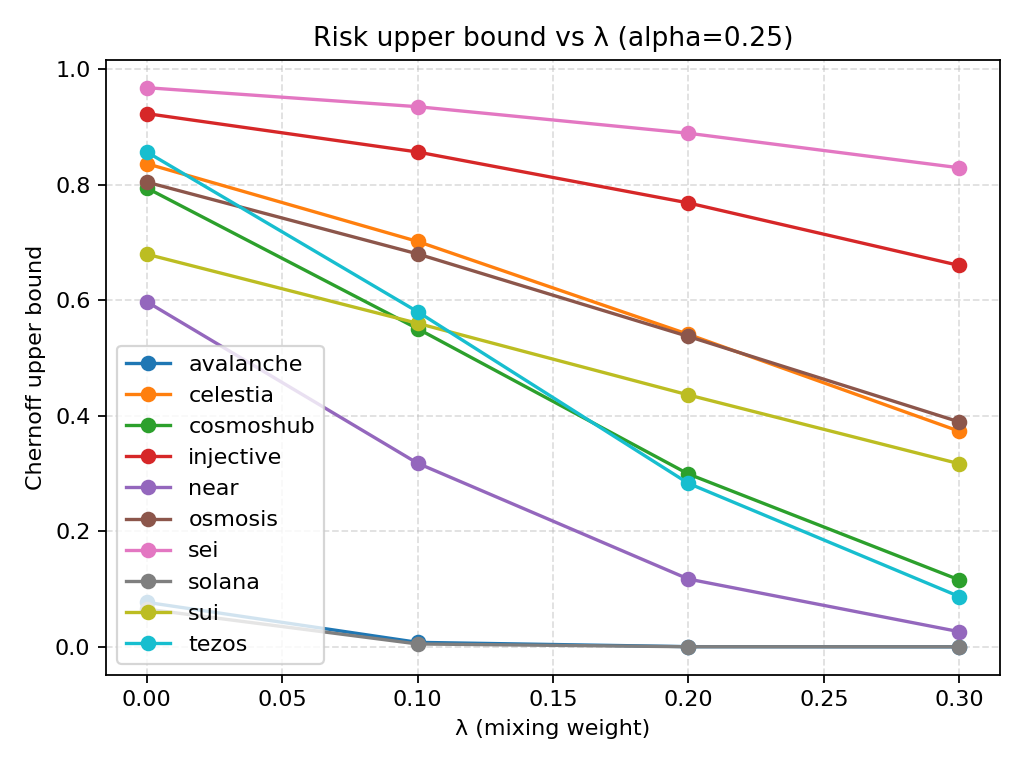 Risk upper bound vs λ (alpha=0.25)
Chernoff upper bound
1.0
0.8
0.6
0.4
0.2
0.0
avalanche
celestia
cosmoshub
injective
near
osmosis
sei
solana
sui
tezos
0.00 0.05 0.10 0.15 0.20 0.25 0.30
λ (mixing weight)